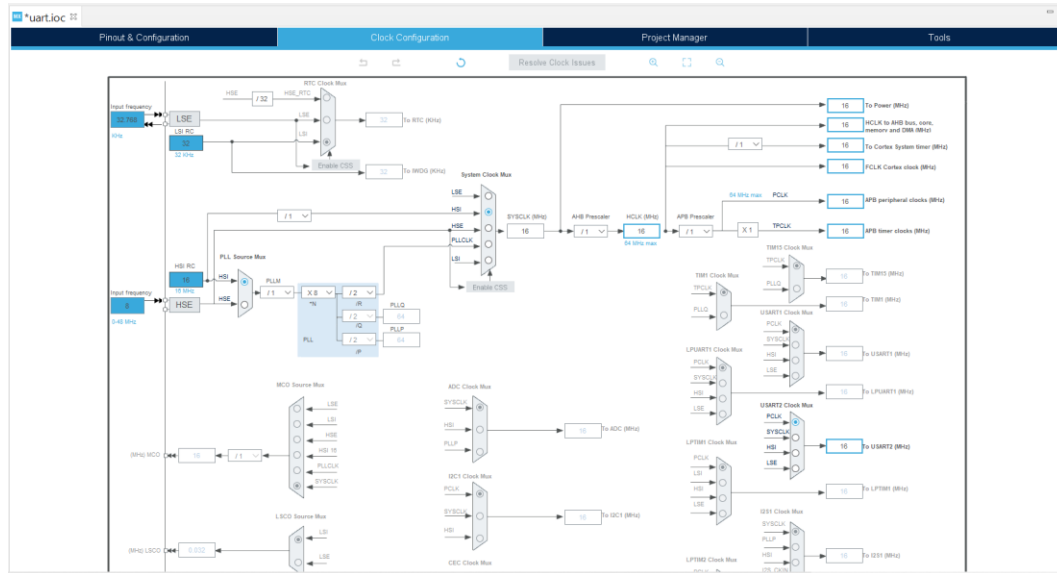 *uart.ioc
Pinout & Configuration
Clock Configuration
Project Manager
Tools
Resolve Clock Issues
RTC Clock Mux
HSE
/ 32
HSE_RTC
Input frequency
32.768
KHz
LSE
LSE
32
To RTC (KHz)
LSI RC
32
32 KHz
LSI
Enable CSS
32
To IWDG (KHz)
16
To Power (MHz)
16
HCLK to AHB bus, core,
memory and DMA (MHz)
/ 1
16
To Cortex System timer (MHz)
16
FCLK Cortex clock (MHz)
System Clock Mux
LSE
HSI
HSE
PLLCLK
LSI
Enable CSS
/ 1
SYSCLK (MHz)
16
AHB Prescaler
/ 1
HCLK (MHz)
16
64 MHz max
APB Prescaler
/ 1
64 MHz max
PCLK
16
APB peripheral clocks (MHz)
X 1
TPCLK
16
APB timer clocks (MHz)
HSI RC
16
16 MHz
Input frequency
8
0-48 MHz
HSE
PLL Source Mux
HSI
HSE
PLLM
/ 1
X 8
*N
/ 2
/R
PLLQ
/ 2
64
/Q
PLLP
/ 2
64
/P
PLL
TIM15 Clock Mux
TPCLK
PLLQ
16
To TIM15 (MHz)
TIM1 Clock Mux
TPCLK
PLLQ
16
To TIM1 (MHz)
USART1 Clock Mux
PCLK
SYSCLK
HSI
LSE
16
To USART1 (MHz)
LPUART1 Clock Mux
PCLK
SYSCLK
HSI
LSE
16
To LPUART1 (MHz)
USART2 Clock Mux
PCLK
SYSCLK
HSI
LSE
16
To USART2 (MHz)
MCO Source Mux
LSE
LSI
HSE
HSI 16
PLLCLK
SYSCLK
(MHz) MCO
16
/ 1
ADC Clock Mux
SYSCLK
HSI
PLLP
16
To ADC (MHz)
LPTIM1 Clock Mux
PCLK
LSI
HSI
LSE
16
To LPTIM1 (MHz)
I2C1 Clock Mux
PCLK
SYSCLK
HSI
16
To I2C1 (MHz)
LSCO Source Mux
LSI
LSE
(MHz) LSCO
0.032
I2S1 Clock Mux
SYSCLK
PLLP
HSI
I2S_CKIN
16
To I2S1 (MHz)
CEC Clock Mux
LPTIM2 Clock Mux